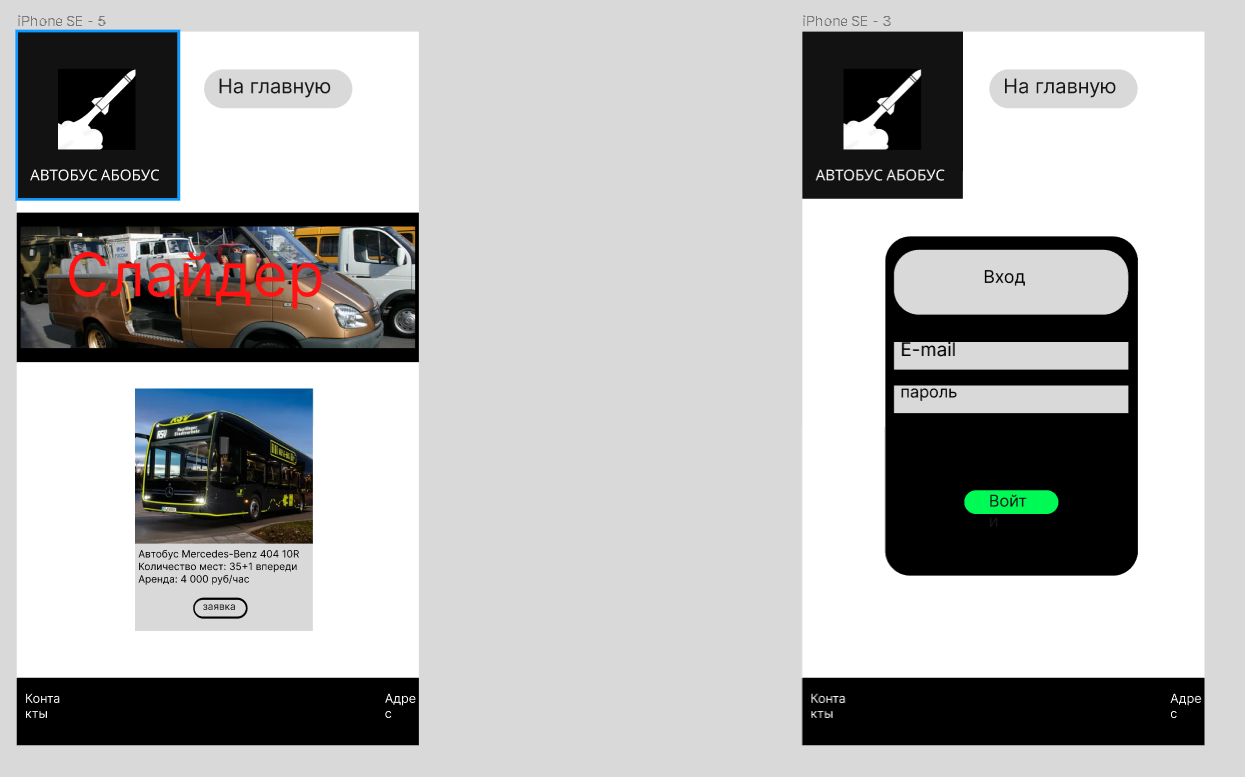 iPhone SE - 5
На главную
АВТОБУС АБОБУС
Слайдер
Автобус Mercedes-Benz 404 10R
Количество мест: 35+1 впереди
Аренда: 4 000 руб/час
заявка
Конта
кты
Адре
с
iPhone SE - 3
На главную
АВТОБУС АБОБУС
Вход
E-mail
пароль
Войт
и
Конта
кты
Адре
с